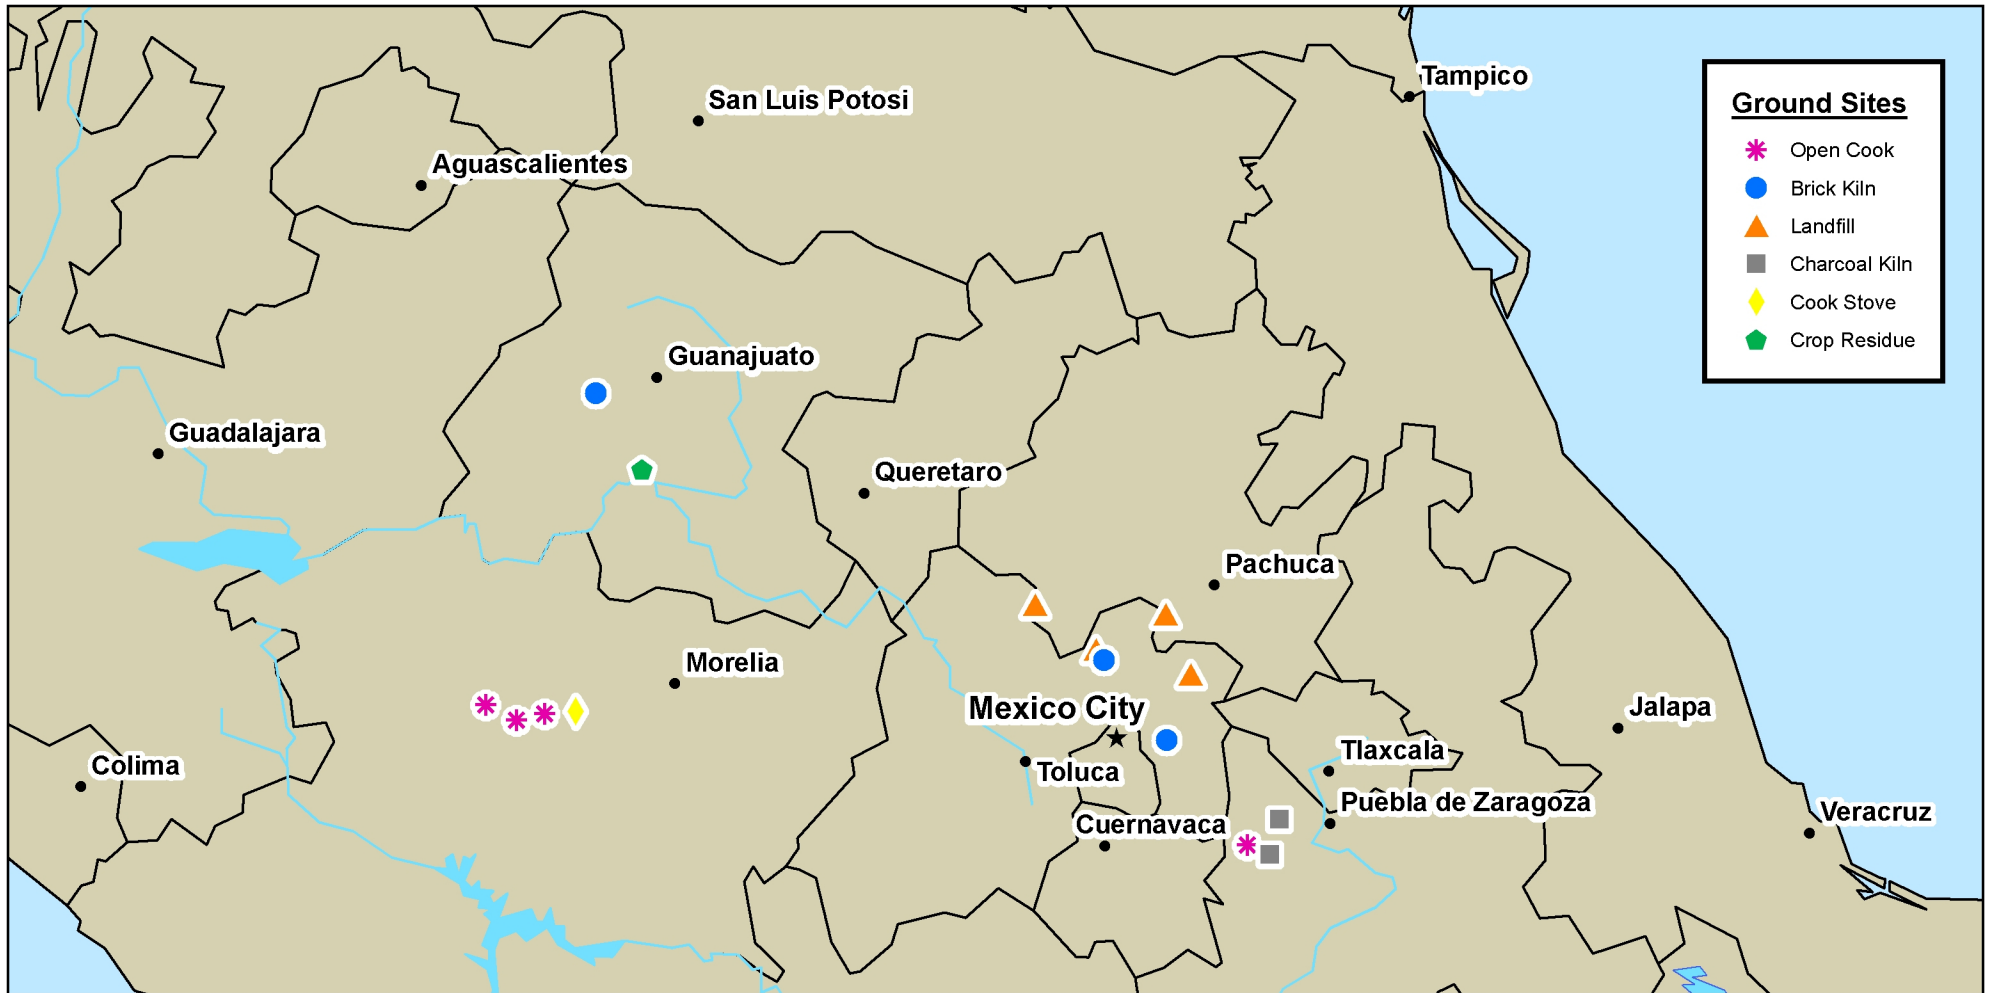 Tampico
San Luis Potosi
Ground Sites
Open Cook
Aguascalientes
Brick Kiln
Landfill
Charcoal Kiln
Cook Stove
Crop Residue
Guanajuato
Guadalajara
Queretaro
Pachuca
Morelia
Mexico City
Jalapa
Tlaxcala
Colima
Toluca
Puebla de Zaragoza
Veracruz
Cuernavaca